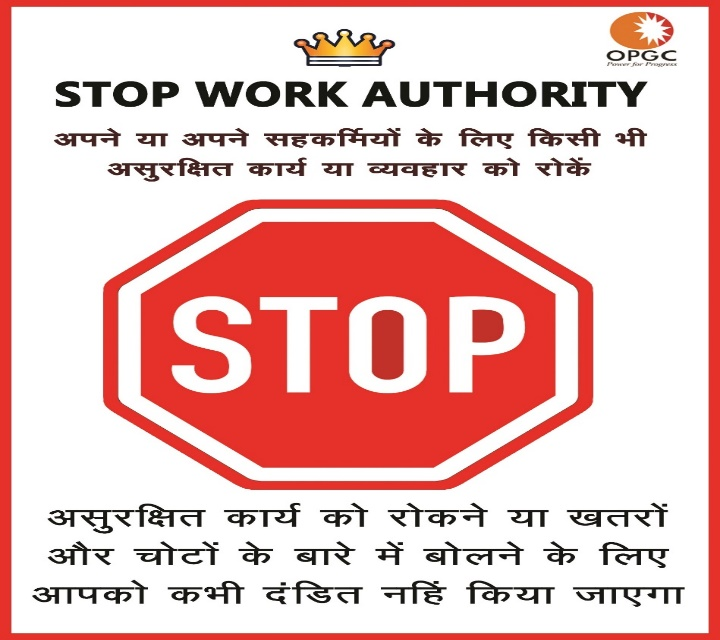 OPGC
Power for Progress
STOP WORK AUTHORITY
अपने या अपने सहकर्मियों के लिए किसी भी
असुरक्षित कार्य या व्यवहार को रोकें
STOP
असुरक्षित कार्य को रोकने या खतरों
और चोटों के बारे में बोलने के लिए
आपको कभी दंडित नहिं किया जाएगा